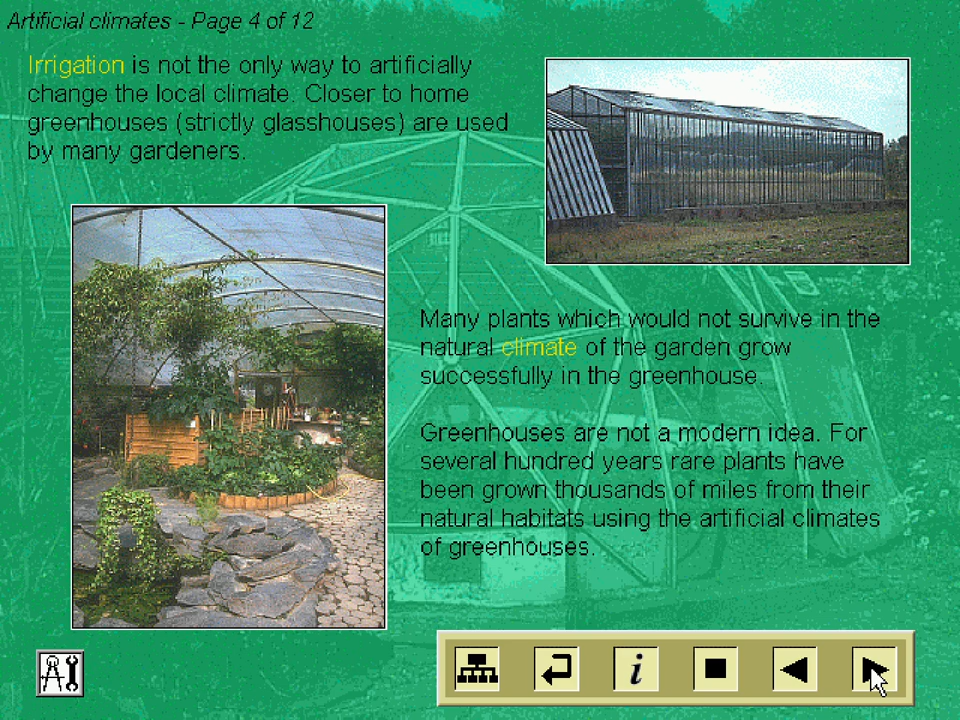 Artificial climates - Page 4 of 12
Irrigation is not the only way to artificially
change the local climate. Closer to home
greenhouses (strictly glasshouses) are used
by many gardeners.
Many plants which would not survive in the
natural climate of the garden grow
successfully in the greenhouse.
Greenhouses are not a modern idea. For
several hundred years rare plants have
been grown thousands of miles from their
natural habitats using the artificial climates
of greenhouses.
i